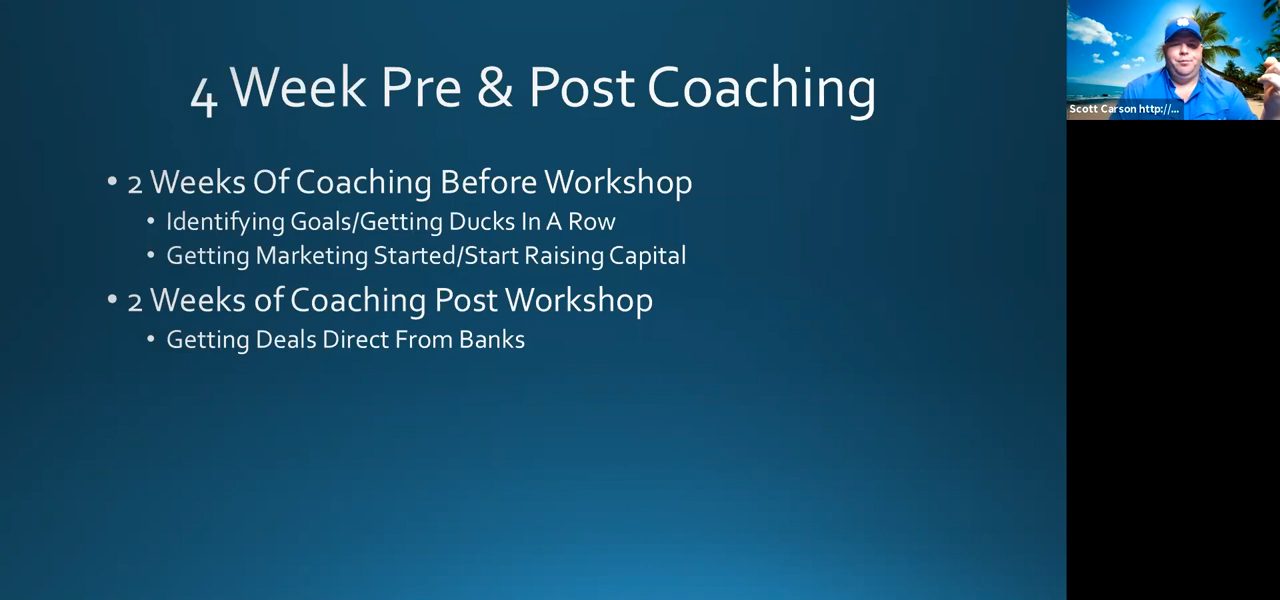 4 Week Pre & Post Coaching
• 2 Weeks Of Coaching Before Workshop
• Identifying Goals/Getting Ducks In A Row
• Getting Marketing Started/Start Raising Capital
• 2 Weeks of Coaching Post Workshop
• Getting Deals Direct From Banks
Scott Carson http://...